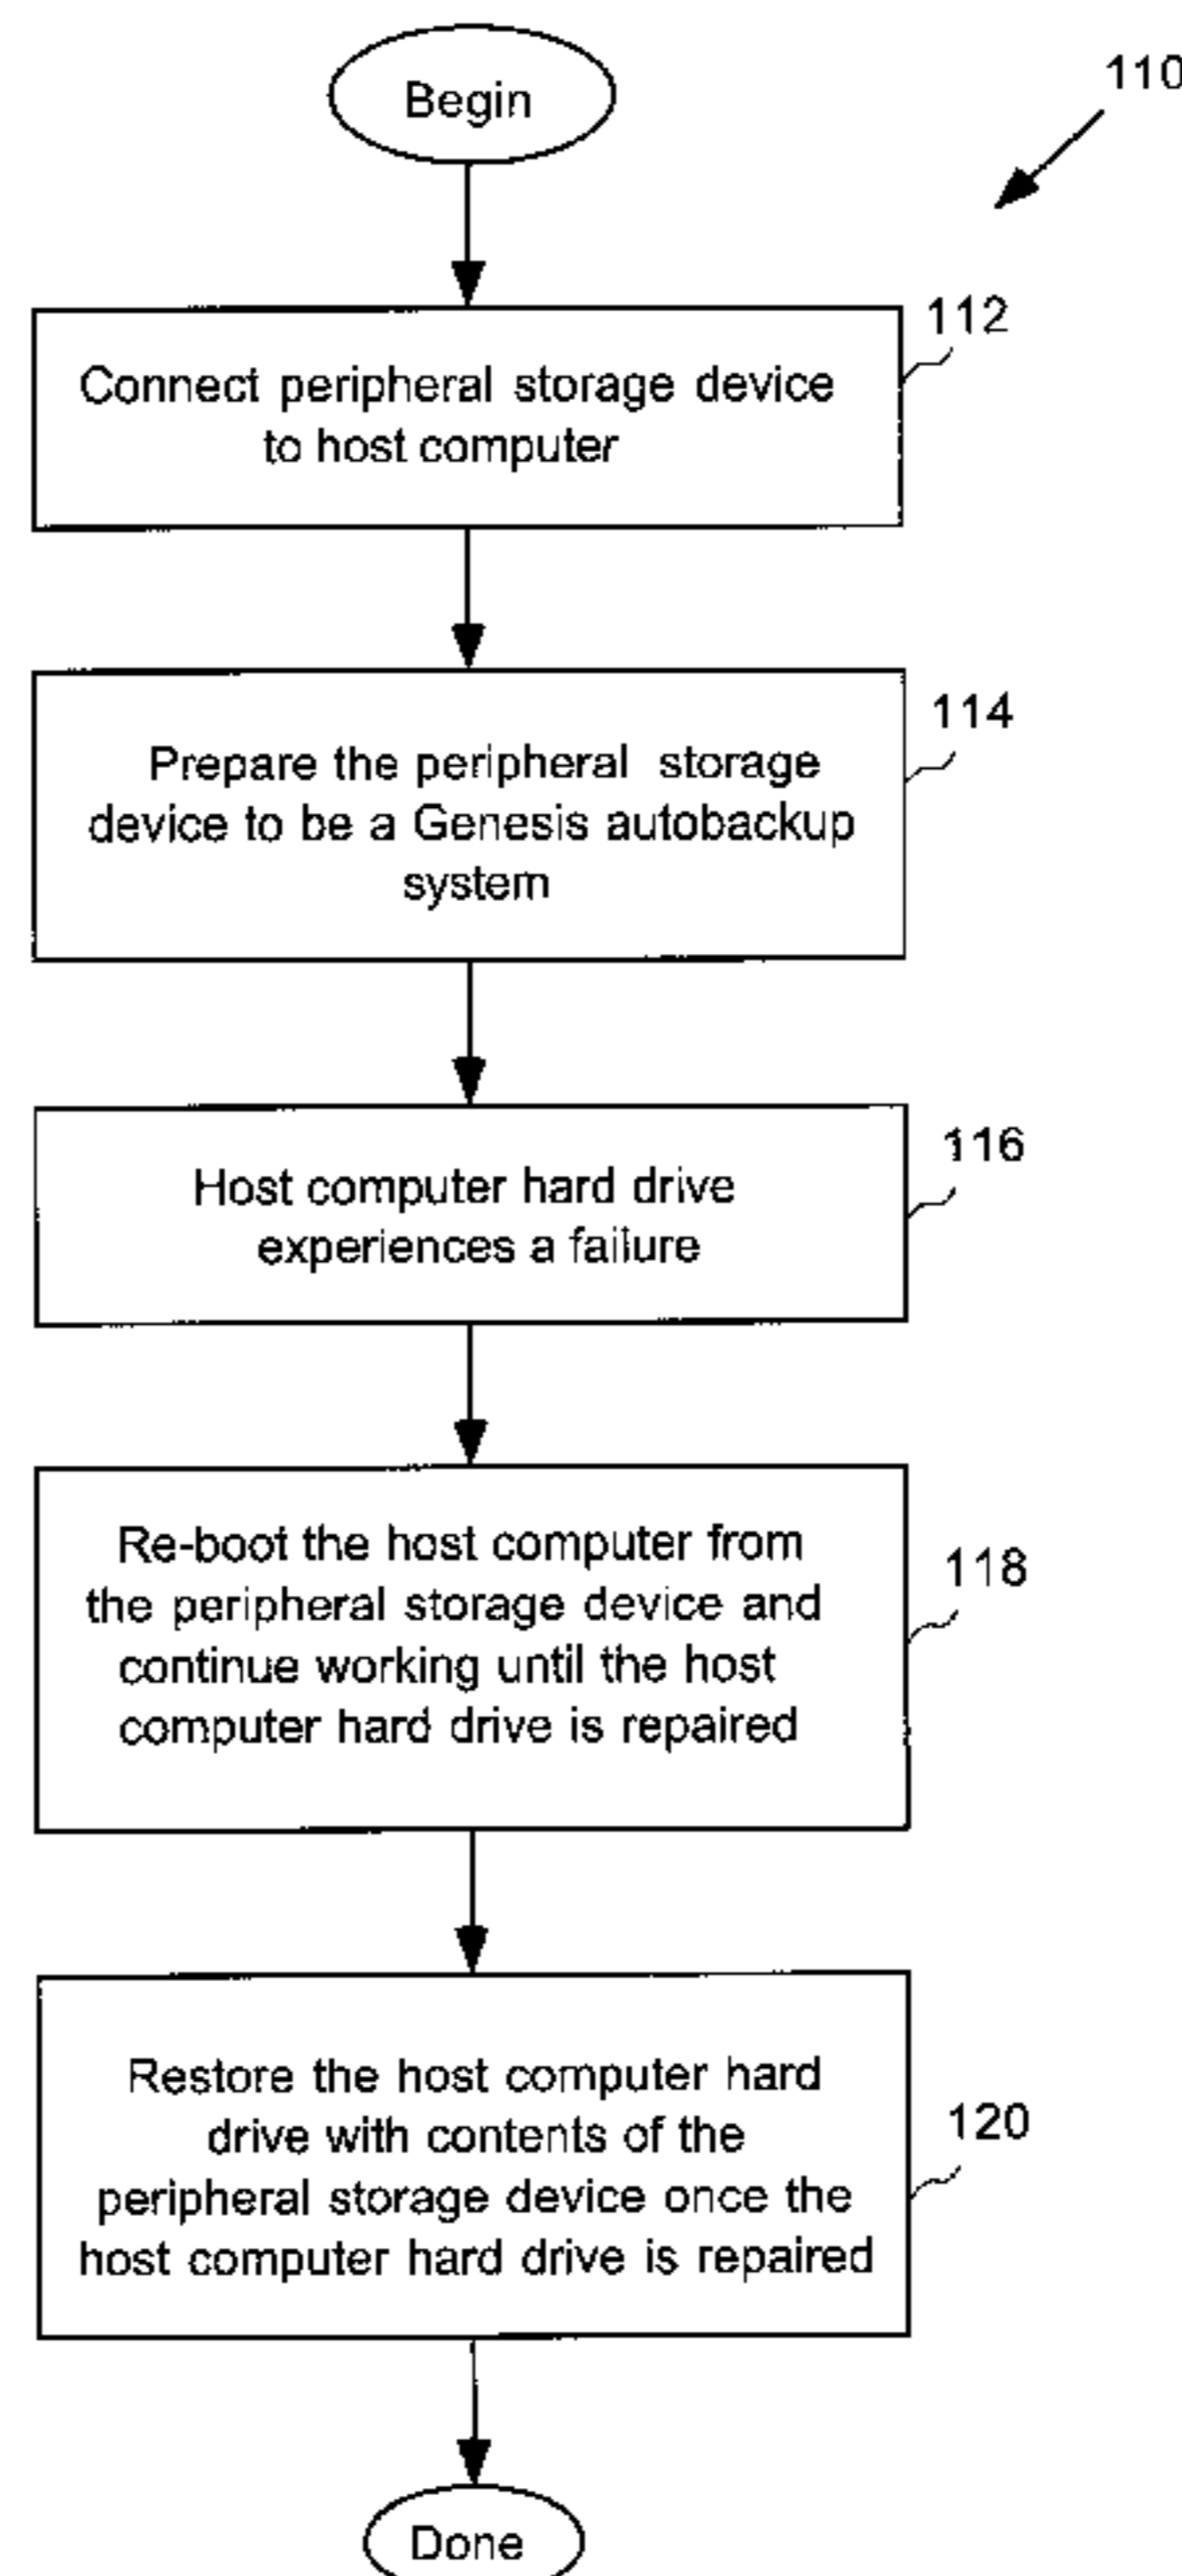 Begin
110
112
Connect peripheral storage device
to host computer
114
Prepare the peripheral storage
device to be a Genesis autobackup
system
116
Host computer hard drive
experiences a failure
118
Re-boot the host computer from
the peripheral storage device and
continue working until the host
computer hard drive is repaired
120
Restore the host computer hard
drive with contents of the
peripheral storage device once the
host computer hard drive is repaired
Done